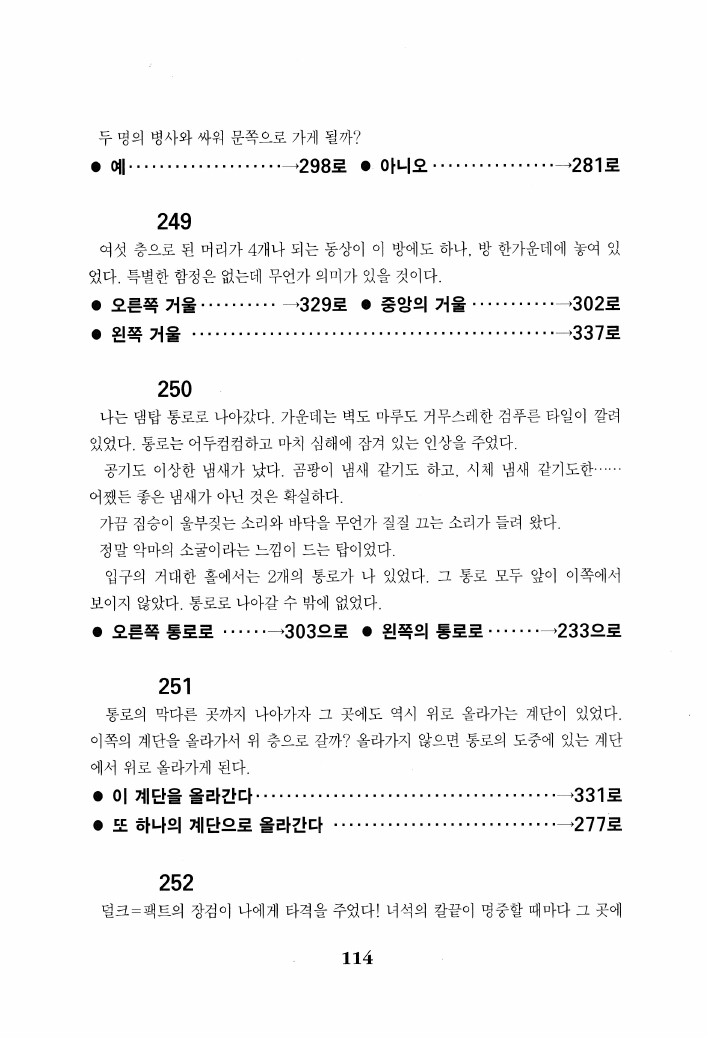 두 명의 병사와 싸워 문쪽으로 가게 될까?
● 예····················→298로 ● 아니오················→281로
249
여섯 층으로 된 머리가 4개나 되는 동상이 이 방에도 하나, 방 한가운데에 놓여 있
었다. 특별한 함정은 없는데 무언가 의미가 있을 것이다.
● 오른쪽 거울·········· →329로 ● 중앙의 거울···········→302로
● 왼쪽 거울 ···············································→337로
250
나는 댐탑 통로로 나아갔다. 가운데는 벽도 마루도 거무스레한 검푸른 타일이 깔려
있었다. 통로는 어두컴컴하고 마치 심해에 잠겨 있는 인상을 주었다.
공기도 이상한 냄새가 났다. 곰팡이 냄새 같기도 하고, 시체 냄새 같기도한······
어쨌든 좋은 냄새가 아닌 것은 확실하다.
가끔 짐승이 울부짖는 소리와 바닥을 무언가 질질 끄는 소리가 들려 왔다.
정말 악마의 소굴이라는 느낌이 드는 탑이었다.
입구의 거대한 홀에서는 2개의 통로가 나 있었다. 그 통로 모두 앞이 이쪽에서
보이지 않았다. 통로로 나아갈 수 밖에 없었다.
● 오른쪽 통로로 ······→303으로 ● 왼쪽의 통로로·······→233으로
251
통로의 막다른 곳까지 나아가자 그 곳에도 역시 위로 올라가는 계단이 있었다.
이쪽의 계단을 올라가서 위 층으로 갈까? 올라가지 않으면 통로의 도중에 있는 계단
에서 위로 올라가게 된다.
● 이 계단을 올라간다·······································→331로
● 또 하나의 계단으로 올라간다 ·····························→277로
252
덜크=팩트의 장검이 나에게 타격을 주었다! 녀석의 칼끝이 명중할 때마다 그 곳에
114